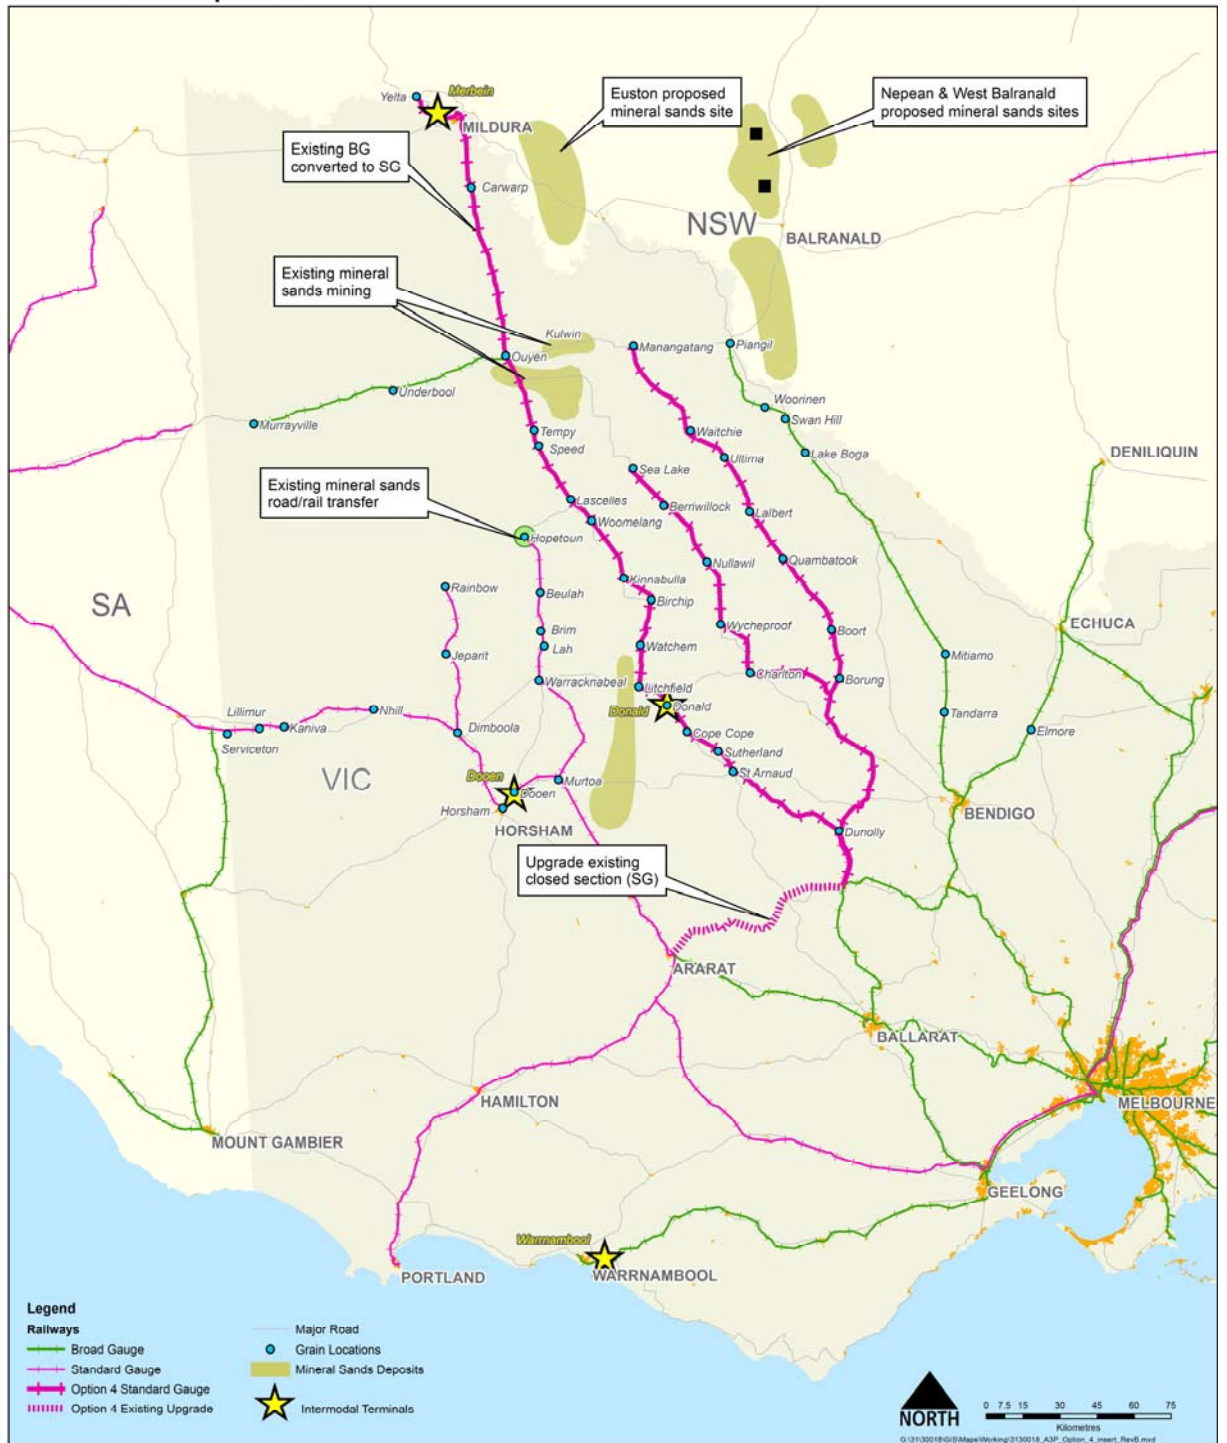 Yelta
Merbein
MILDURA
Euston proposed
mineral sands site
Nepean & West Balranald
proposed mineral sands sites
Existing BG
converted to SG
Carwarp
NSW
BALRANALD
Existing mineral
sands mining
Kulwin
Manangatang
Piangil
Ouyen
Underbool
Murrayville
Woorinen
Swan Hill
Tempy
Speed
Waitchie
Ultima
Lake Boga
DENILIQUIN
Existing mineral sands
road/rail transfer
Sea Lake
Lascelles
Berriwillock
Lalbert
Woomelang
Hopetoun
Nullawil
Quambatook
SA
Rainbow
Kinnabulla
Beulah
Birchip
Brim
Wycheproof
Boort
ECHUCA
Lah
Watchem
Jeparit
Mitiamo
Warracknabeal
Litchfield
Charlton
Borung
Nhill
Donald
Donald
Lillimur
Kaniva
Dimboola
Cope Cope
Tandarra
Elmore
Serviceton
Sutherland
VIC
Dooen
Murtoa
St Arnaud
Dooen
Horsham
HORSHAM
BENDIGO
Dunolly
Upgrade existing
closed section (SG)
ARARAT
BALLARAT
HAMILTON
MELBOURNE
MOUNT GAMBIER
GEELONG
Warrnambool
PORTLAND
WARRNAMBOOL
Legend
Railways
Broad Gauge
Standard Gauge
Option 4 Standard Gauge
Option 4 Existing Upgrade
Major Road
Grain Locations
Mineral Sands Deposits
Intermodal Terminals
NORTH
0 7.5 15 30 45 60 75
Kilometres
G:\31\30018\GIS\Maps\Working\3130018_A3P_Option_4_insert_RevB.mxd